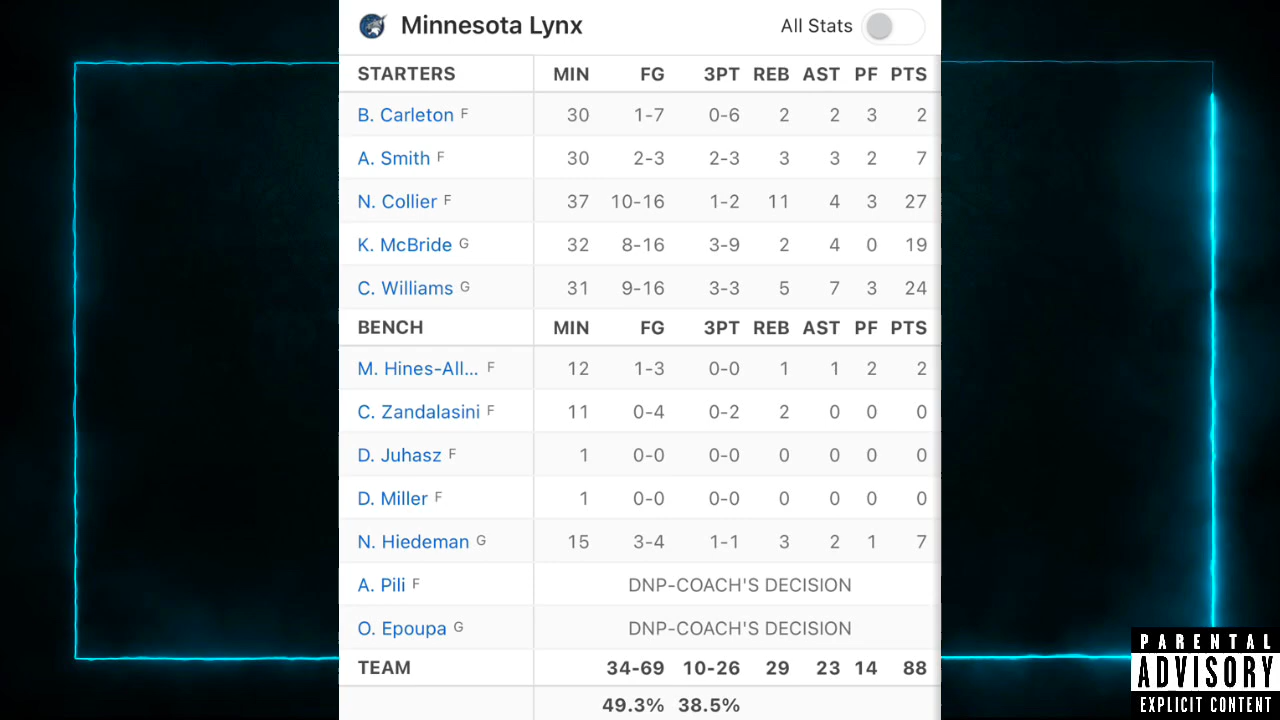 Minnesota Lynx All Stats
STARTERS MIN FG 3PT REB AST PF PTS
B. Carleton F 30 1-7 0-6 2 2 3 2
A. Smith F 30 2-3 2-3 3 3 2 7
N. Collier F 37 10-16 1-2 11 4 3 27
K. McBride G 32 8-16 3-9 2 4 0 19
C. Williams G 31 9-16 3-3 5 7 3 24
BENCH MIN FG 3PT REB AST PF PTS
M. Hines-All... F 12 1-3 0-0 1 1 2 2
C. Zandalasini F 11 0-4 0-2 2 0 0 0
D. Juhasz F 1 0-0 0-0 0 0 0 0
D. Miller F 1 0-0 0-0 0 0 0 0
N. Hiedeman G 15 3-4 1-1 3 2 1 7
A. Pili F DNP-COACH'S DECISION
O. Epoupa G DNP-COACH'S DECISION
TEAM 34-69 10-26 29 23 14 88
49.3% 38.5%
PARENTAL
ADVISORY
EXPLICIT CONTENT